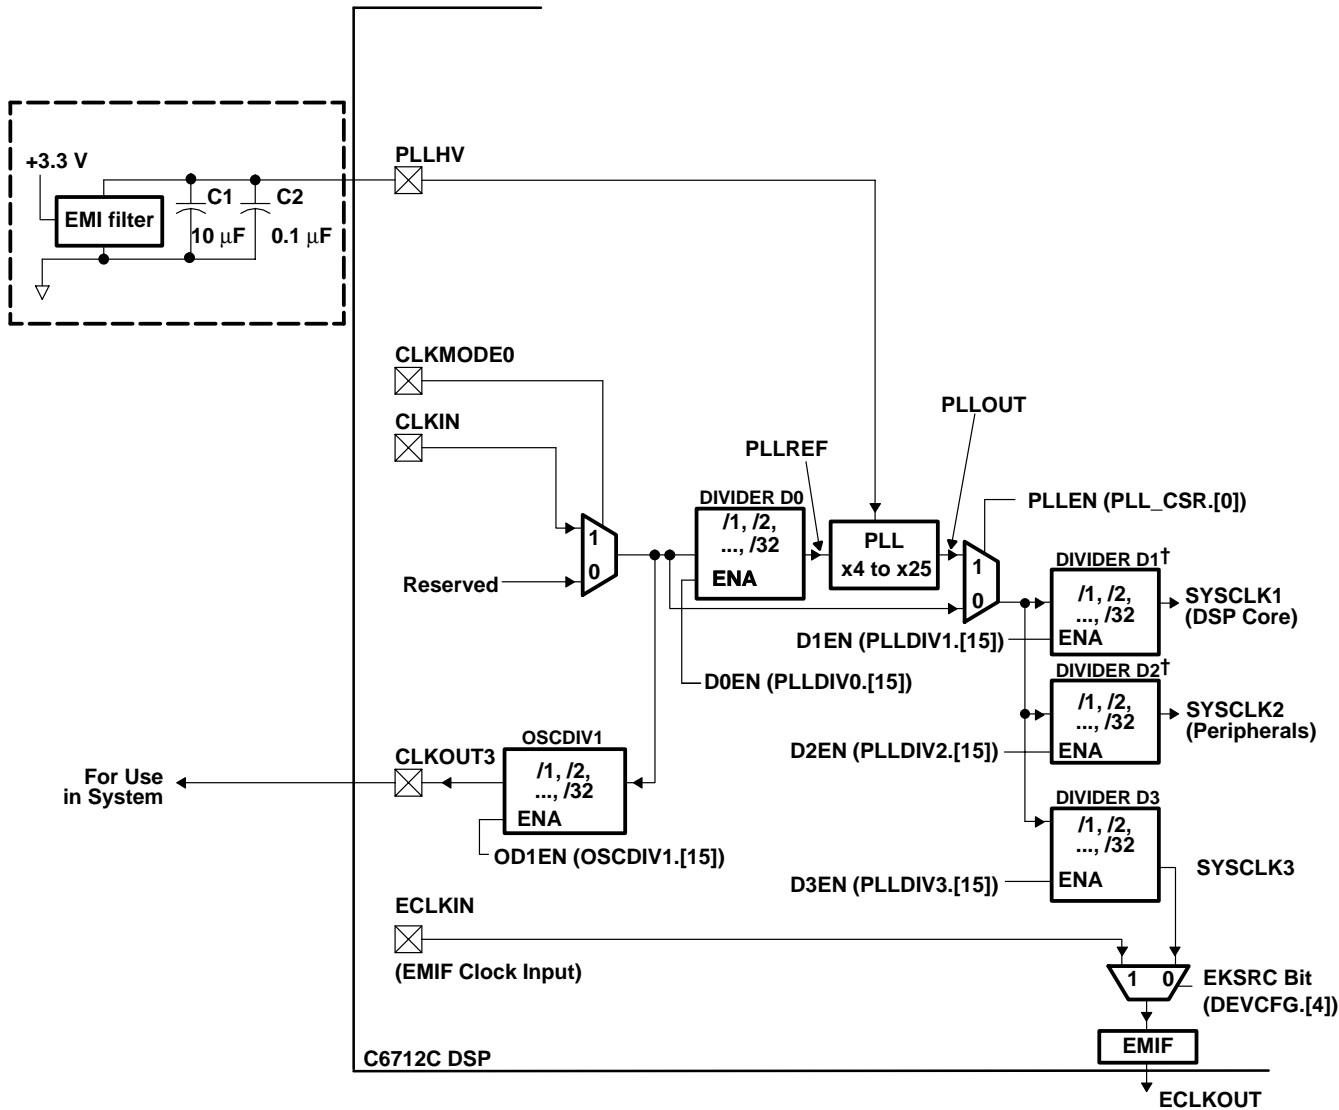 +3.3 V
EMI filter
C1
10 μF
C2
0.1 μF
PLLHV
CLKMODE0
CLKIN
Reserved
1
0
DIVIDER D0
/1, /2,
..., /32
ENA
D0EN (PLLDIV0.[15])
PLLREF
PLL
x4 to x25
PLLOUT
PLLEN (PLL_CSR.[0])
1
0
DIVIDER D1†
/1, /2,
..., /32
ENA
D1EN (PLLDIV1.[15])
SYSCLK1
(DSP Core)
DIVIDER D2†
/1, /2,
..., /32
ENA
D2EN (PLLDIV2.[15])
SYSCLK2
(Peripherals)
DIVIDER D3
/1, /2,
..., /32
ENA
D3EN (PLLDIV3.[15])
SYSCLK3
For Use
in System
CLKOUT3
OSCDIV1
/1, /2,
..., /32
ENA
OD1EN (OSCDIV1.[15])
ECLKIN
(EMIF Clock Input)
1 0
EKSRC Bit
(DEVCFG.[4])
EMIF
ECLKOUT
C6712C DSP